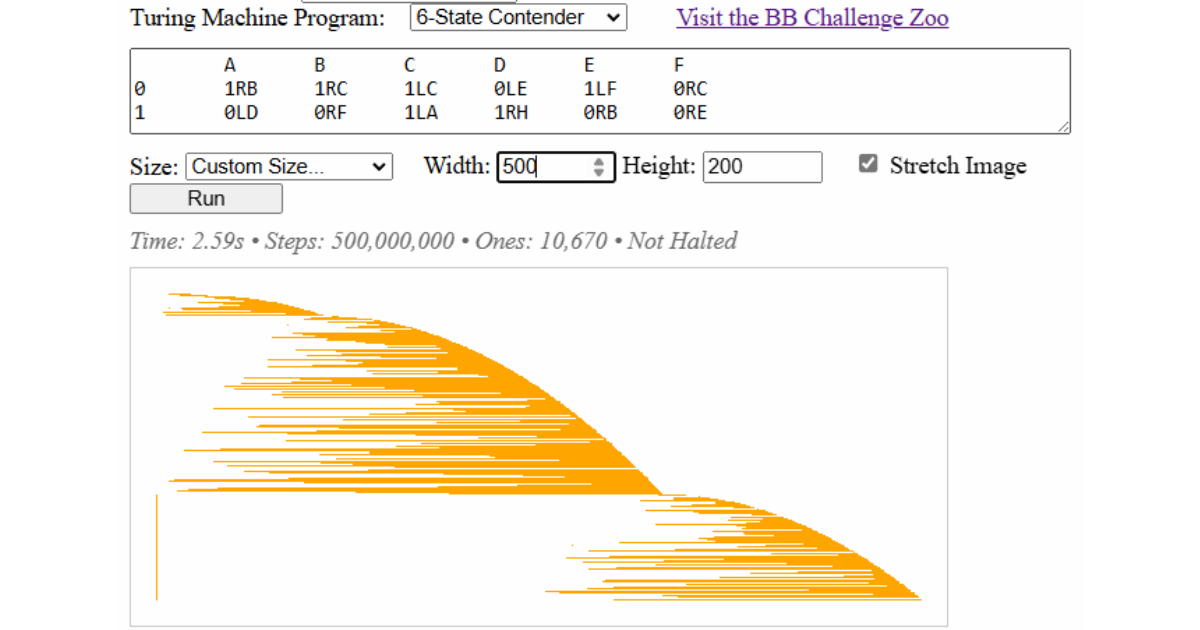 Turing Machine Program: 6-State Contender Visit the BB Challenge Zoo
A B C D E F
0 1RB 1RC 1LC 0LE 1LF 0RC
1 0LD 0RF 1LA 1RH 0RB 0RE
Size: Custom Size... Width: 500 Height: 200 Stretch Image
Run
Time: 2.59s • Steps: 500,000,000 • Ones: 10,670 • Not Halted